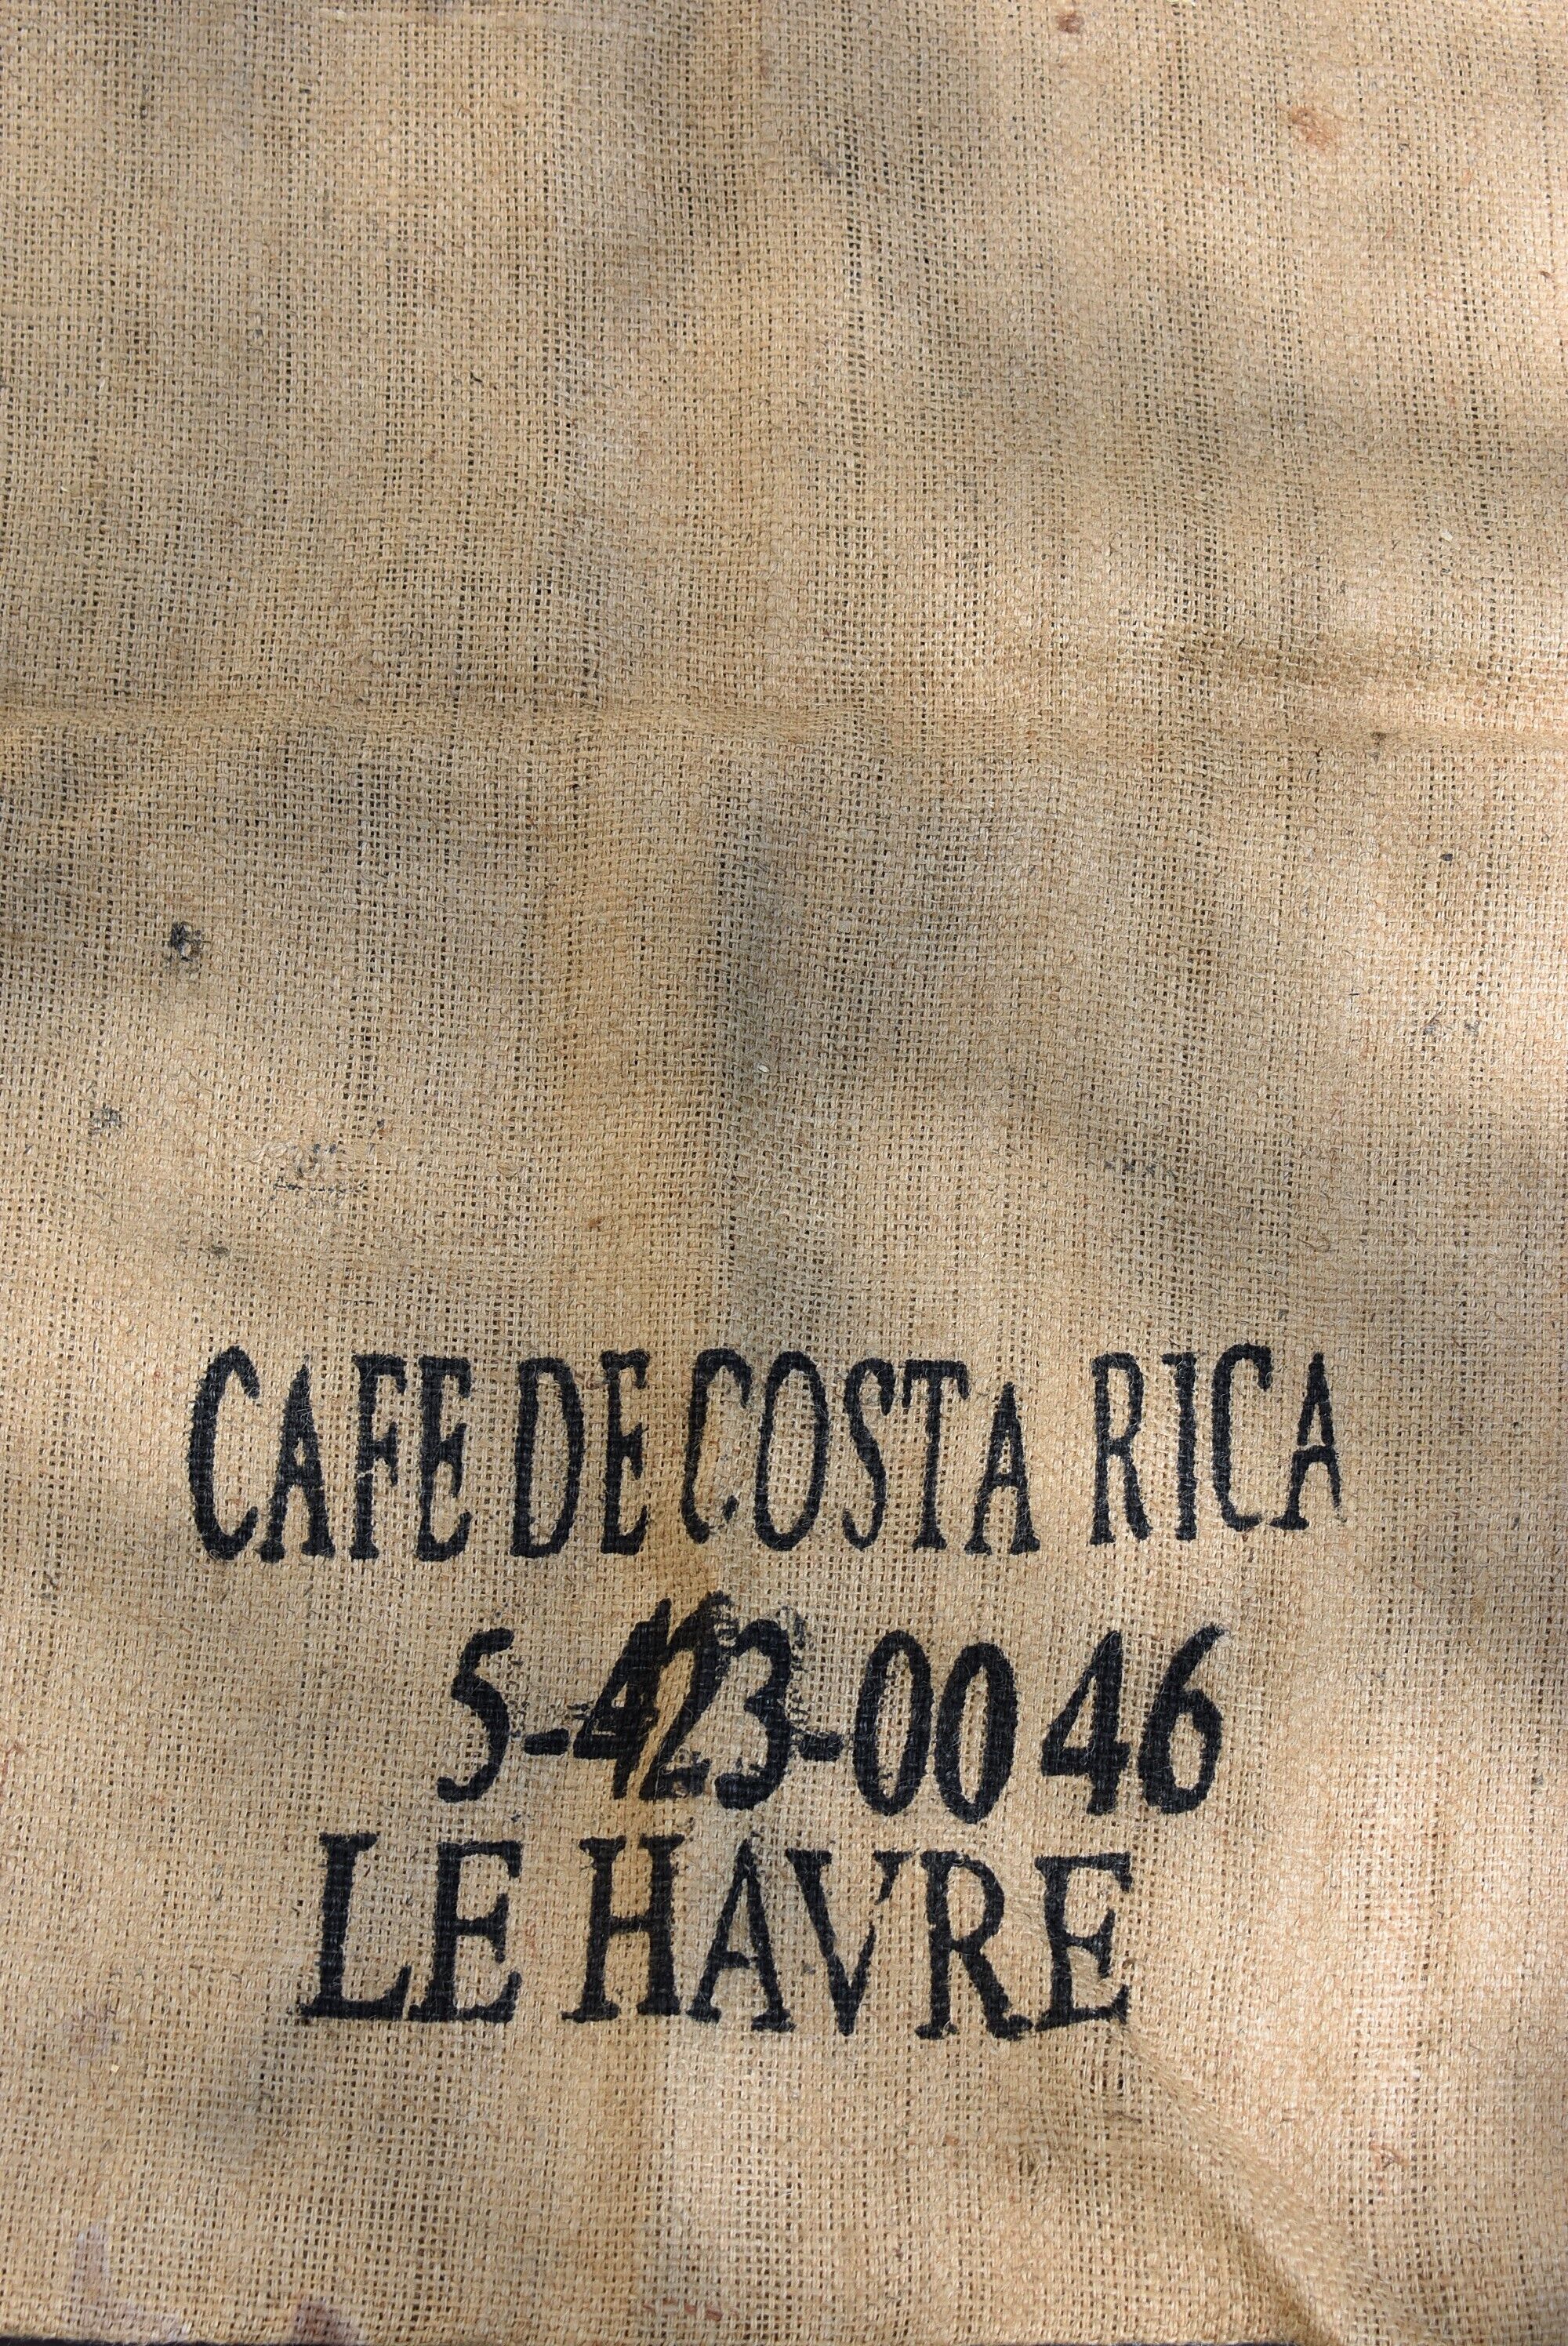 CAFE DE COSTA RICA
5-423-0046
LE HAVRE